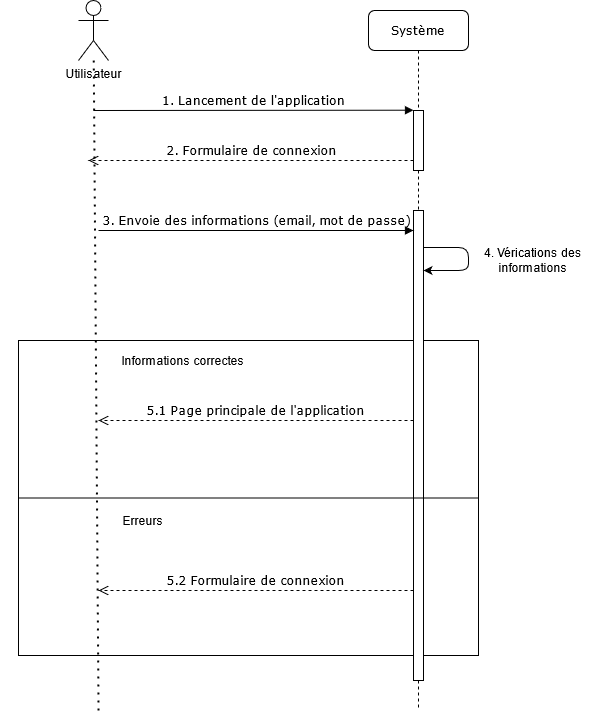 Système
Utilisateur
1. Lancement de l'application
2. Formulaire de connexion
3. Envoie des informations (email, mot de passe)
4. Vérications des
informations
Informations correctes
5.1 Page principale de l'application
Erreurs
5.2 Formulaire de connexion